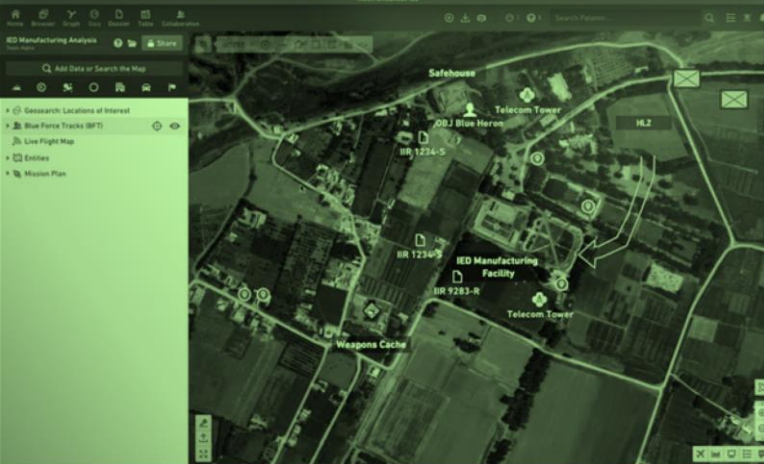 Home Browser Graph Dossier Table Collaboration
Search Palantir...
IED Manufacturing Analysis
Share
Add Data or Search the Map
Geosearch: Locations of Interest
Blue Force Tracks (BFT)
Live Flight Map
Entities
Mission Plan
Safehouse
Telecom Tower
OBJ Blue Heron
HLZ
IIR 1234-S
IIR 1234-S
IED Manufacturing
Facility
IIR 9283-R
Telecom Tower
Weapons Cache